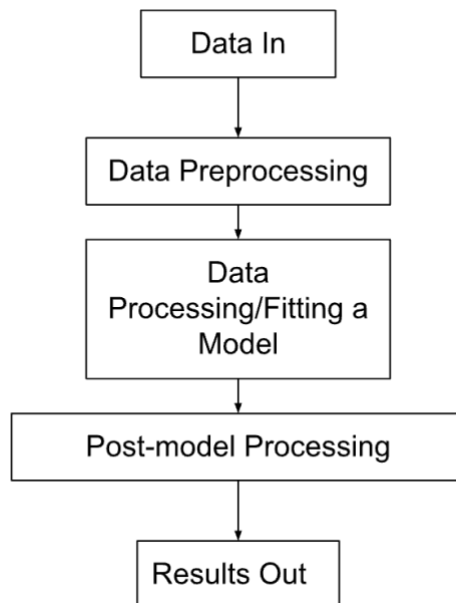 Data In
Data Preprocessing
Data
Processing/Fitting a
Model
Post-model Processing
Results Out